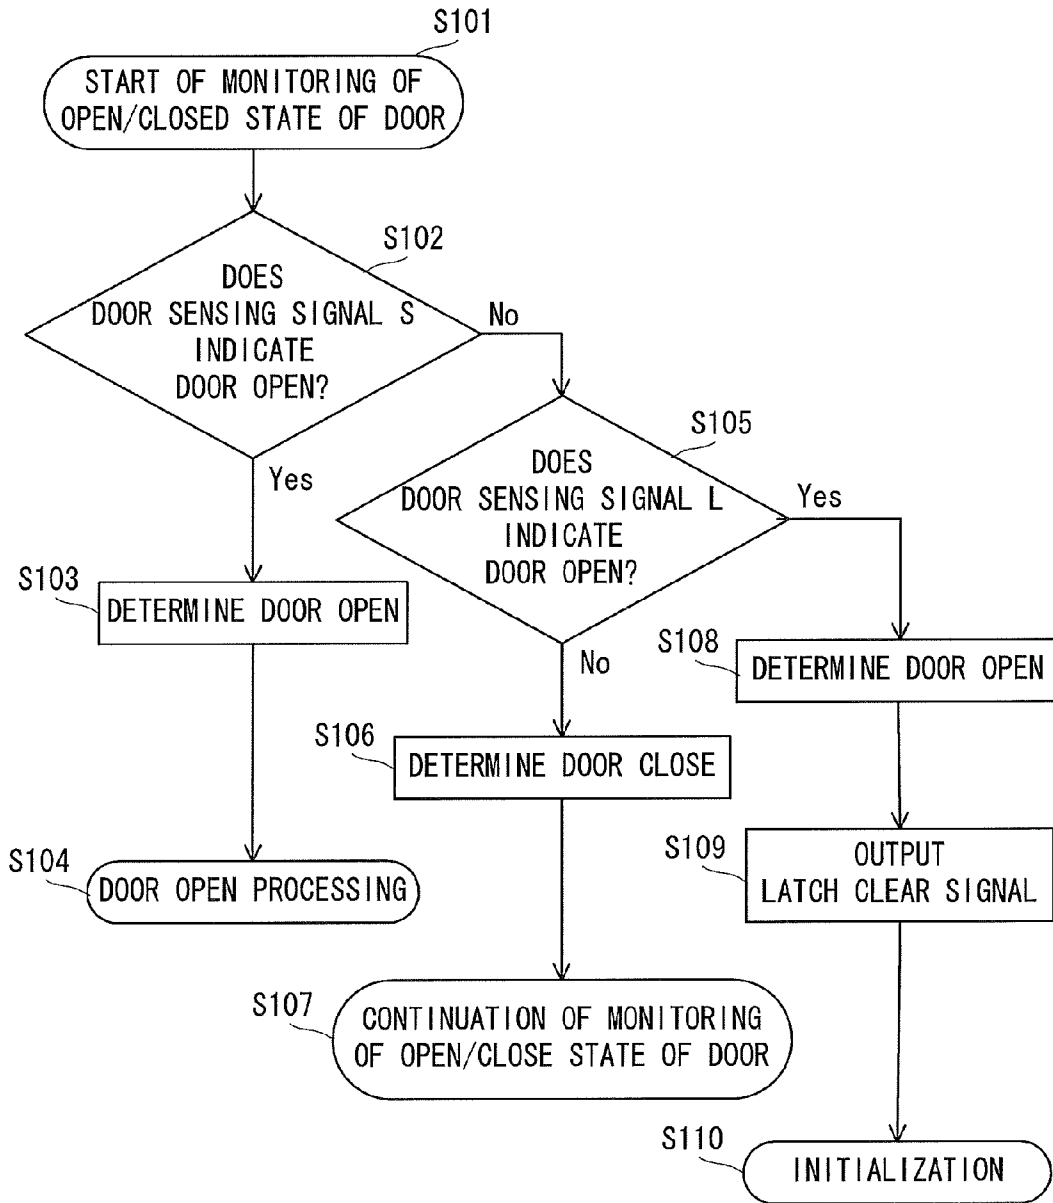 S101
START OF MONITORING OF
OPEN/CLOSED STATE OF DOOR
S102
DOES
DOOR SENSING SIGNAL S
INDICATE
DOOR OPEN?
No
Yes
S105
DOES
DOOR SENSING SIGNAL L
INDICATE
DOOR OPEN?
Yes
No
S103
DETERMINE DOOR OPEN
S108
DETERMINE DOOR OPEN
S106
DETERMINE DOOR CLOSE
S104
DOOR OPEN PROCESSING
S109
OUTPUT
LATCH CLEAR SIGNAL
S107
CONTINUATION OF MONITORING
OF OPEN/CLOSE STATE OF DOOR
S110
INITIALIZATION